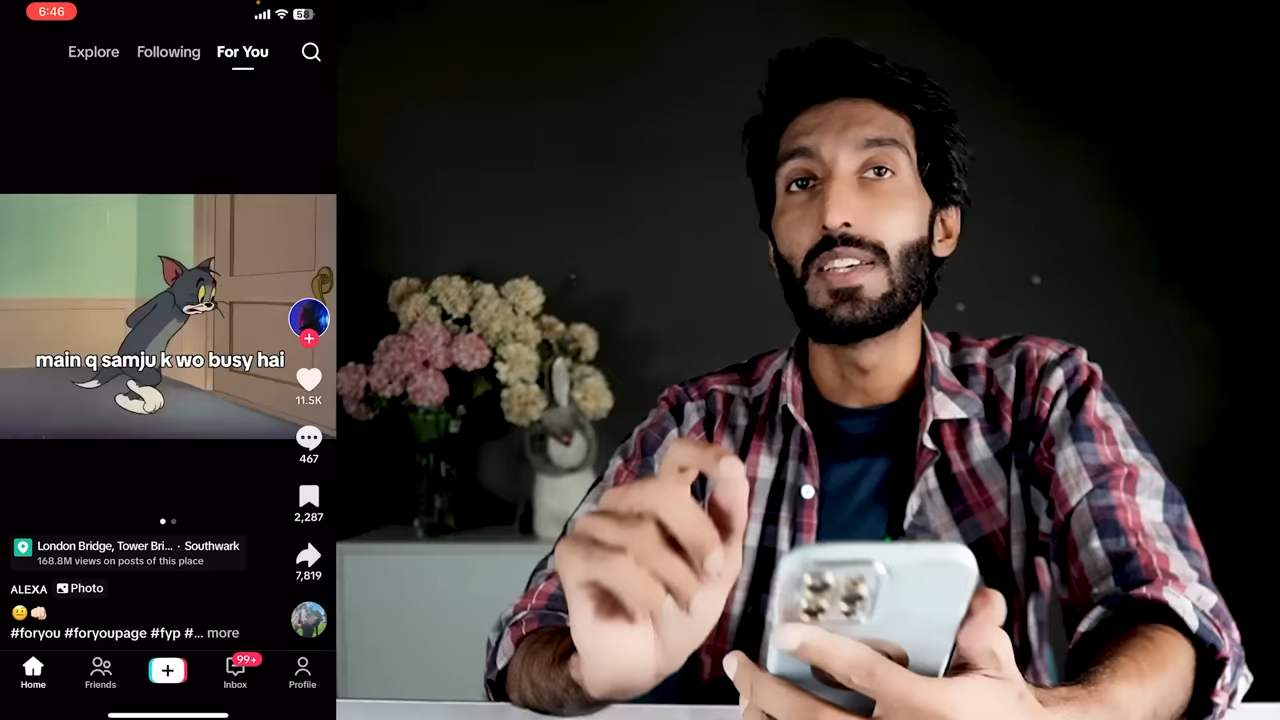 6:46
58
Explore Following For You
main q samju k wo busy hai
11.5K
467
2,287
7,819
London Bridge, Tower Bri... · Southwark
168.8M views on posts of this place
ALEXA Photo
#foryou #foryoupage #fyp #... more
99+
Home Friends Inbox Profile